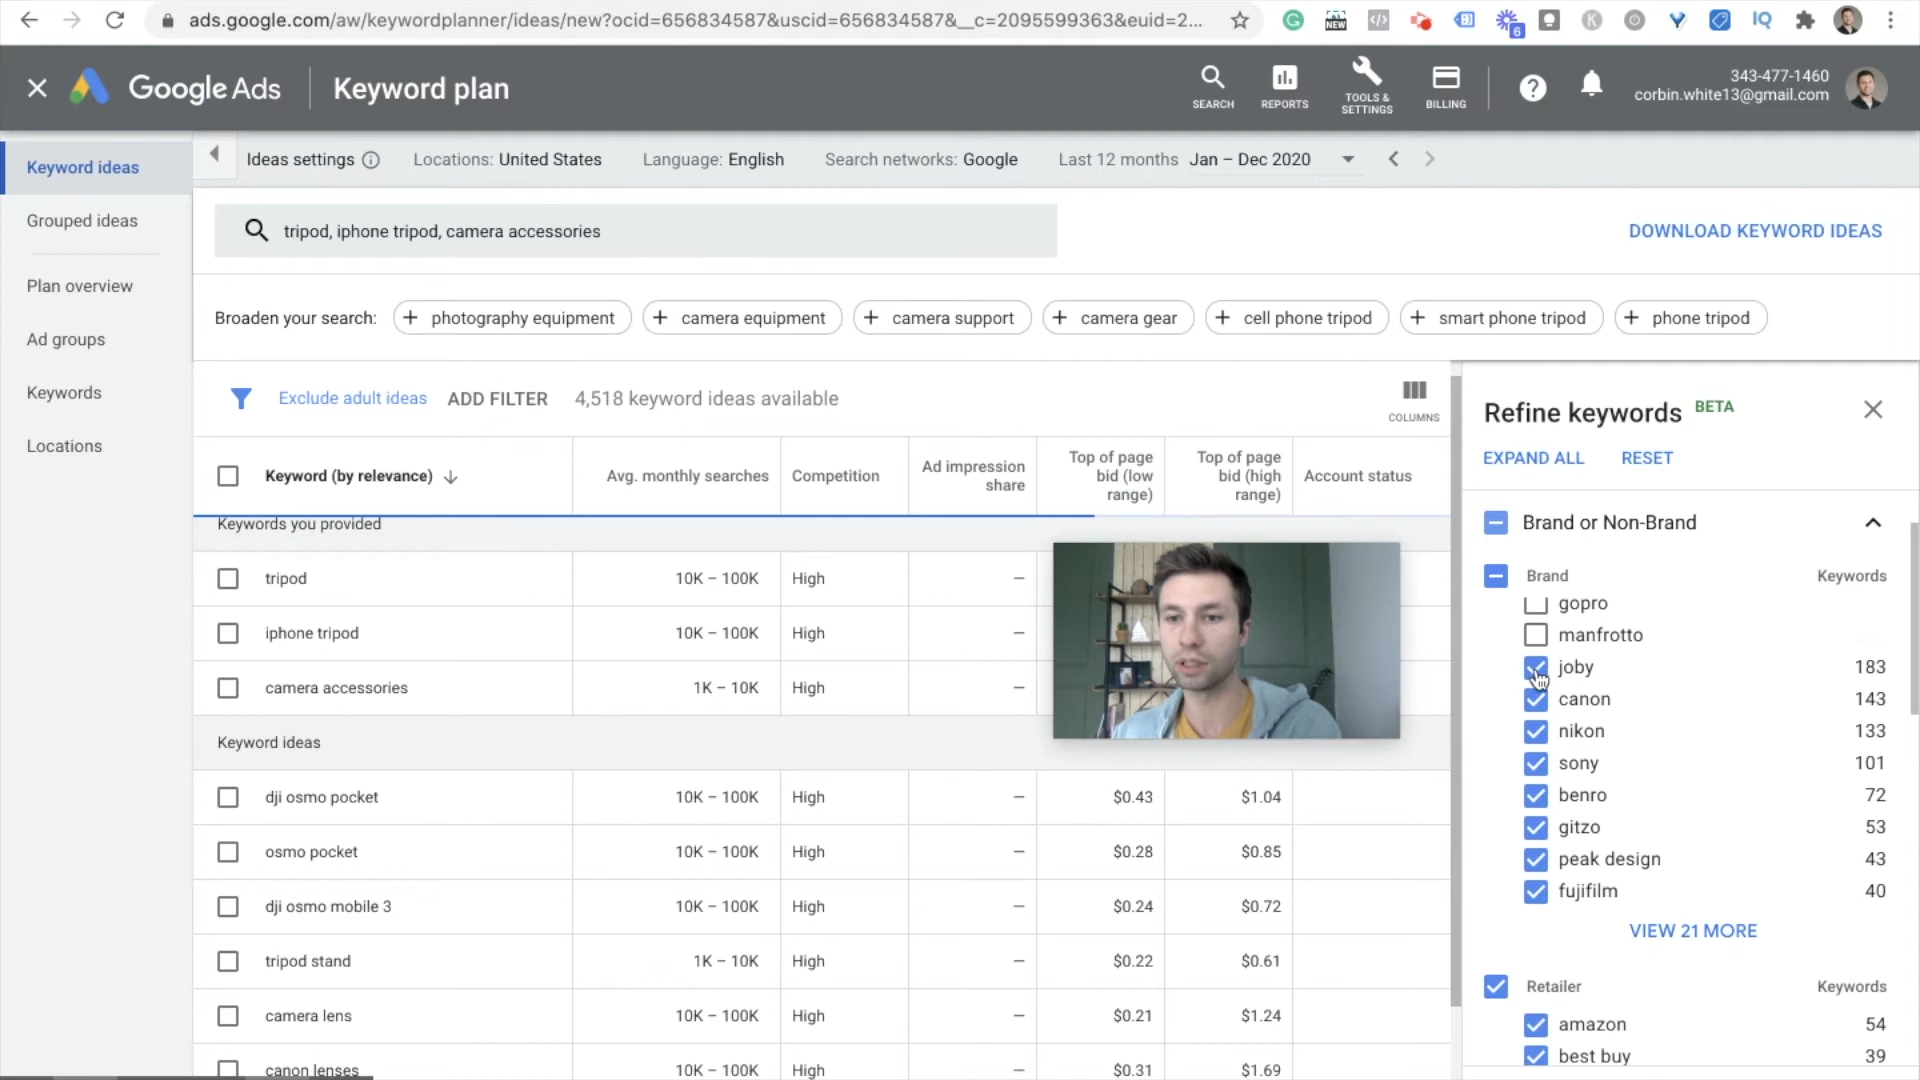 ads.google.com/aw/keywordplanner/ideas/new?ocid=656834587&uscid=656834587&__c=2095599363&euid=2...
NEW
6
K
IQ
Google Ads
Keyword plan
SEARCH
REPORTS
TOOLS &
SETTINGS
BILLING
343-477-1460
corbin.white13@gmail.com
Keyword ideas
Grouped ideas
Plan overview
Ad groups
Keywords
Locations
Ideas settings
Locations: United States
Language: English
Search networks: Google
Last 12 months Jan – Dec 2020
tripod, iphone tripod, camera accessories
DOWNLOAD KEYWORD IDEAS
Broaden your search:
+ photography equipment
+ camera equipment
+ camera support
+ camera gear
+ cell phone tripod
+ smart phone tripod
+ phone tripod
Exclude adult ideas
ADD FILTER
4,518 keyword ideas available
COLUMNS
Keyword (by relevance)
Avg. monthly searches
Competition
Ad impression
share
Top of page
bid (low
range)
Top of page
bid (high
range)
Account status
Keywords you provided
tripod 10K – 100K High –
iphone tripod 10K – 100K High –
camera accessories 1K – 10K High –
Keyword ideas
dji osmo pocket 10K – 100K High – $0.43 $1.04
osmo pocket 10K – 100K High – $0.28 $0.85
dji osmo mobile 3 10K – 100K High – $0.24 $0.72
tripod stand 1K – 10K High – $0.22 $0.61
camera lens 10K – 100K High – $0.21 $1.24
canon lenses 10K – 100K High – $0.31 $1.69
Refine keywords BETA
EXPAND ALL
RESET
Brand or Non-Brand
Brand Keywords
gopro
manfrotto
joby 183
canon 143
nikon 133
sony 101
benro 72
gitzo 53
peak design 43
fujifilm 40
VIEW 21 MORE
Retailer Keywords
amazon 54
best buy 39